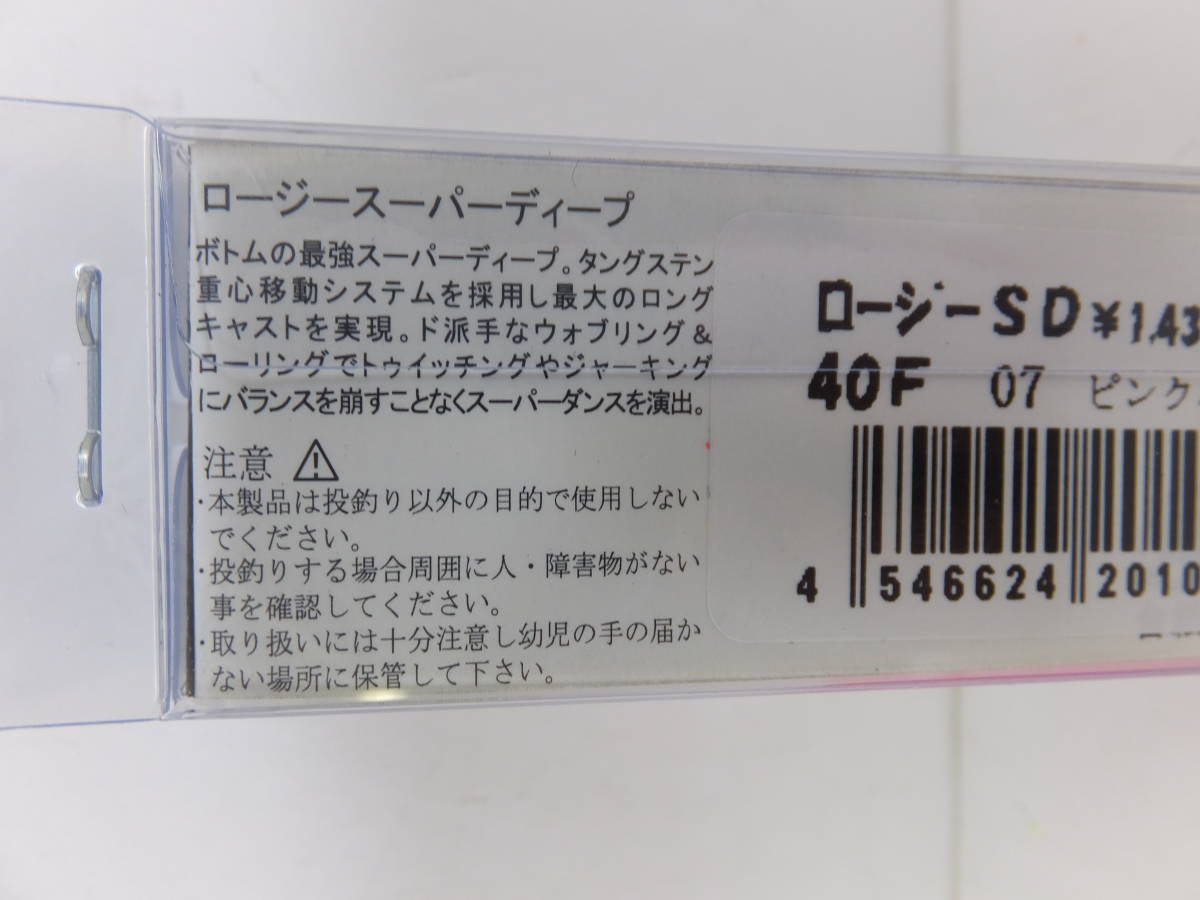 ロージースーパーディープ
ボトムの最強スーパーディープ。タングステン
重心移動システムを採用し最大のロング
キャストを実現。ド派手なウォブリング&
ローリングでトゥイッチングやジャーキング
にバランスを崩すことなくスーパーダンスを演出。
注意
・本製品は投釣り以外の目的で使用しない
でください。
・投釣りする場合周囲に人・障害物がない
事を確認してください。
・取り扱いには十分注意し幼児の手の届か
ない場所に保管して下さい。
ロージーSD ¥1,43
40F 07 ピンク
4 546624 2010